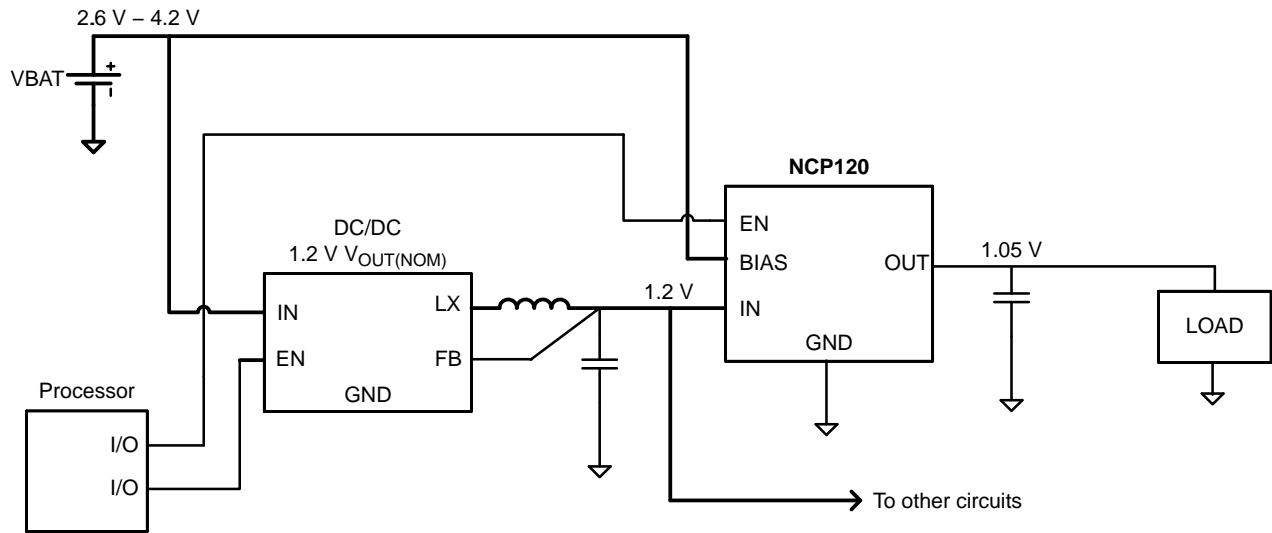 2.6 V – 4.2 V
VBAT
+
NCP120
EN
DC/DC
1.2 V VOUT(NOM)
BIAS
OUT
1.05 V
LX
1.2 V
IN
IN
LOAD
GND
EN
FB
Processor
GND
I/O
I/O
To other circuits